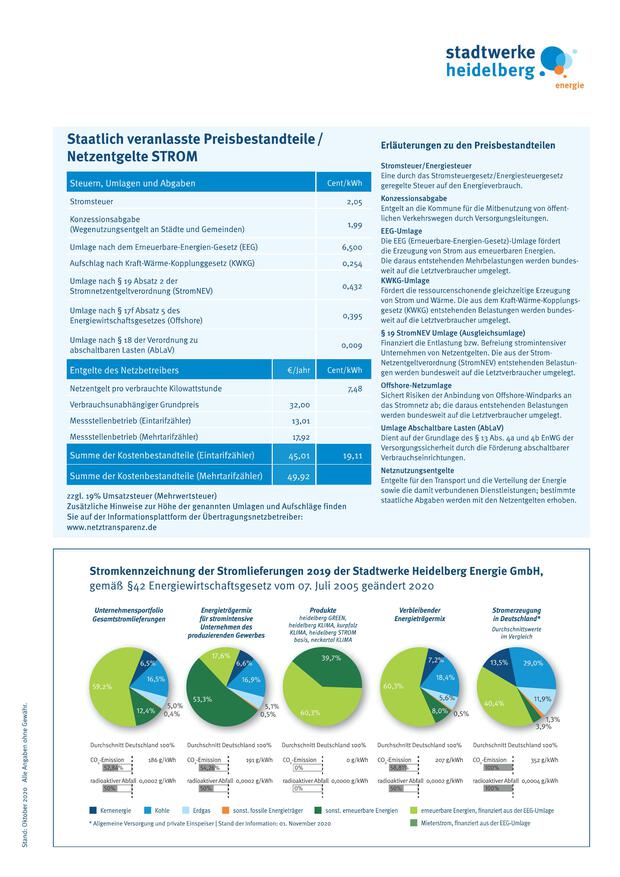 stadtwerke
heidelberg
energie
Staatlich veranlasste Preisbestandteile /
Netzentgelte STROM
Steuern, Umlagen und Abgaben Cent/kWh
Stromsteuer 2,05
Konzessionsabgabe
(Wegenutzungsentgelt an Städte und Gemeinden) 1,99
Umlage nach dem Erneuerbare-Energien-Gesetz (EEG) 6,500
Aufschlag nach Kraft-Wärme-Kopplunggesetz (KWKG) 0,254
Umlage nach § 19 Absatz 2 der
Stromnetzentgeltverordnung (StromNEV) 0,432
Umlage nach § 17f Absatz 5 des
Energiewirtschaftsgesetzes (Offshore) 0,395
Umlage nach § 18 der Verordnung zu
abschaltbaren Lasten (AbLaV) 0,009
Entgelte des Netzbetreibers €/Jahr Cent/kWh
Netzentgelt pro verbrauchte Kilowattstunde 7,48
Verbrauchsunabhängiger Grundpreis 32,00
Messstellenbetrieb (Eintarifzähler) 13,01
Messstellenbetrieb (Mehrtarifzähler) 17,92
Summe der Kostenbestandteile (Eintarifzähler) 45,01 19,11
Summe der Kostenbestandteile (Mehrtarifzähler) 49,92
zzgl. 19% Umsatzsteuer (Mehrwertsteuer)
Zusätzliche Hinweise zur Höhe der genannten Umlagen und Aufschläge finden
Sie auf der Informationsplattform der Übertragungsnetzbetreiber:
www.netztransparenz.de
Erläuterungen zu den Preisbestandteilen
Stromsteuer/Energiesteuer
Eine durch das Stromsteuergesetz/Energiesteuergesetz
geregelte Steuer auf den Energieverbrauch.
Konzessionsabgabe
Entgelt an die Kommune für die Mitbenutzung von öffent-
lichen Verkehrswegen durch Versorgungsleitungen.
EEG-Umlage
Die EEG (Erneuerbare-Energien-Gesetz)-Umlage fördert
die Erzeugung von Strom aus erneuerbaren Energien.
Die daraus entstehenden Mehrbelastungen werden bundes-
weit auf die Letztverbraucher umgelegt.
KWKG-Umlage
Fördert die ressourcenschonende gleichzeitige Erzeugung
von Strom und Wärme. Die aus dem Kraft-Wärme-Kopplungs-
gesetz (KWKG) entstehenden Belastungen werden bundes-
weit auf die Letztverbraucher umgelegt.
§ 19 StromNEV Umlage (Ausgleichsumlage)
Finanziert die Entlastung bzw. Befreiung stromintensiver
Unternehmen von Netzentgelten. Die aus der Strom-
Netzentgeltverordnung (StromNEV) entstehenden Belastun-
gen werden bundesweit auf die Letztverbraucher umgelegt.
Offshore-Netzumlage
Sichert Risiken der Anbindung von Offshore-Windparks an
das Stromnetz ab; die daraus entstehenden Belastungen
werden bundesweit auf die Letztverbraucher umgelegt.
Umlage Abschaltbare Lasten (AbLaV)
Dient auf der Grundlage des § 13 Abs. 4a und 4b EnWG der
Versorgungssicherheit durch die Förderung abschaltbarer
Verbrauchseinrichtungen.
Netznutzungsentgelte
Entgelte für den Transport und die Verteilung der Energie
sowie die damit verbundenen Dienstleistungen; bestimmte
staatliche Abgaben werden mit den Netzentgelten erhoben.
Stromkennzeichnung der Stromlieferungen 2019 der Stadtwerke Heidelberg Energie GmbH,
gemäß §42 Energiewirtschaftsgesetz vom 07. Juli 2005 geändert 2020
Unternehmensportfolio
Gesamtstromlieferungen
6,5%
16,5%
5,0%
0,4%
12,4%
59,2%
Durchschnitt Deutschland 100%
CO2-Emission 186 g/kWh
52,84%
radioaktiver Abfall 0,0002 g/kWh
50%
Energieträgermix
für stromintensive
Unternehmen des
produzierenden Gewerbes
17,6%
6,6%
16,9%
5,1%
0,5%
53,3%
Durchschnitt Deutschland 100%
CO2-Emission 191 g/kWh
54,26%
radioaktiver Abfall 0,0002 g/kWh
50%
Produkte
heidelberg GREEN,
heidelberg KLIMA, kurpfalz
KLIMA, heidelberg STROM
basis, neckartal KLIMA
39,7%
60,3%
Durchschnitt Deutschland 100%
CO2-Emission 0 g/kWh
0%
radioaktiver Abfall 0,0000 g/kWh
0%
Verbleibender
Energieträgermix
7,2%
18,4%
5,6%
0,5%
8,0%
60,3%
Durchschnitt Deutschland 100%
CO2-Emission 207 g/kWh
58,81%
radioaktiver Abfall 0,0002 g/kWh
50%
Stromerzeugung
in Deutschland*
Durchschnittswerte
im Vergleich
13,5%
29,0%
11,9%
1,3%
3,9%
40,4%
Durchschnitt Deutschland 100%
CO2-Emission 352 g/kWh
100%
radioaktiver Abfall 0,0004 g/kWh
100%
Kernenergie Kohle Erdgas sonst. fossile Energieträger sonst. erneuerbare Energien erneuerbare Energien, finanziert aus der EEG-Umlage
* Allgemeine Versorgung und private Einspeiser | Stand der Information: 01. November 2020 Mieterstrom, finanziert aus der EEG-Umlage
Stand: Oktober 2020 Alle Angaben ohne Gewähr.